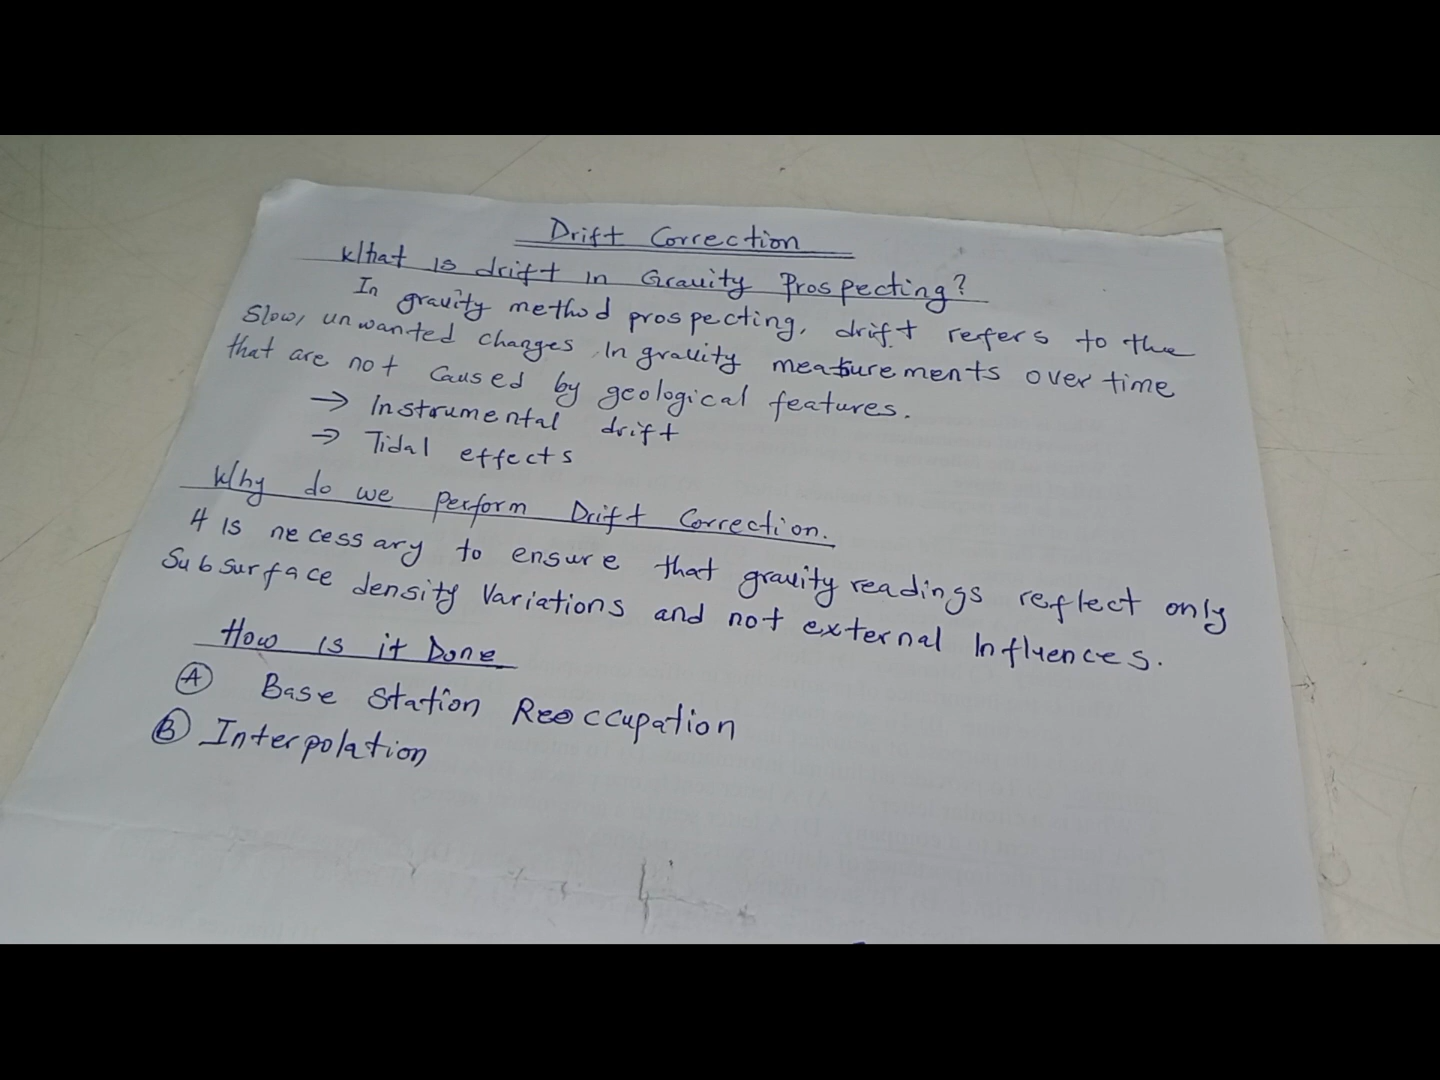 Drift Correction
What is drift in Gravity Prospecting?
In gravity method prospecting, drift refers to the
Slow, unwanted changes in gravity measurements over time
that are not caused by geological features.
→ Instrumental drift
→ Tidal effects
Why do we perform Drift Correction.
It is necessary to ensure that gravity readings reflect only
Subsurface density variations and not external Influences.
How is it Done
(A) Base Station Reoccupation
(B) Interpolation